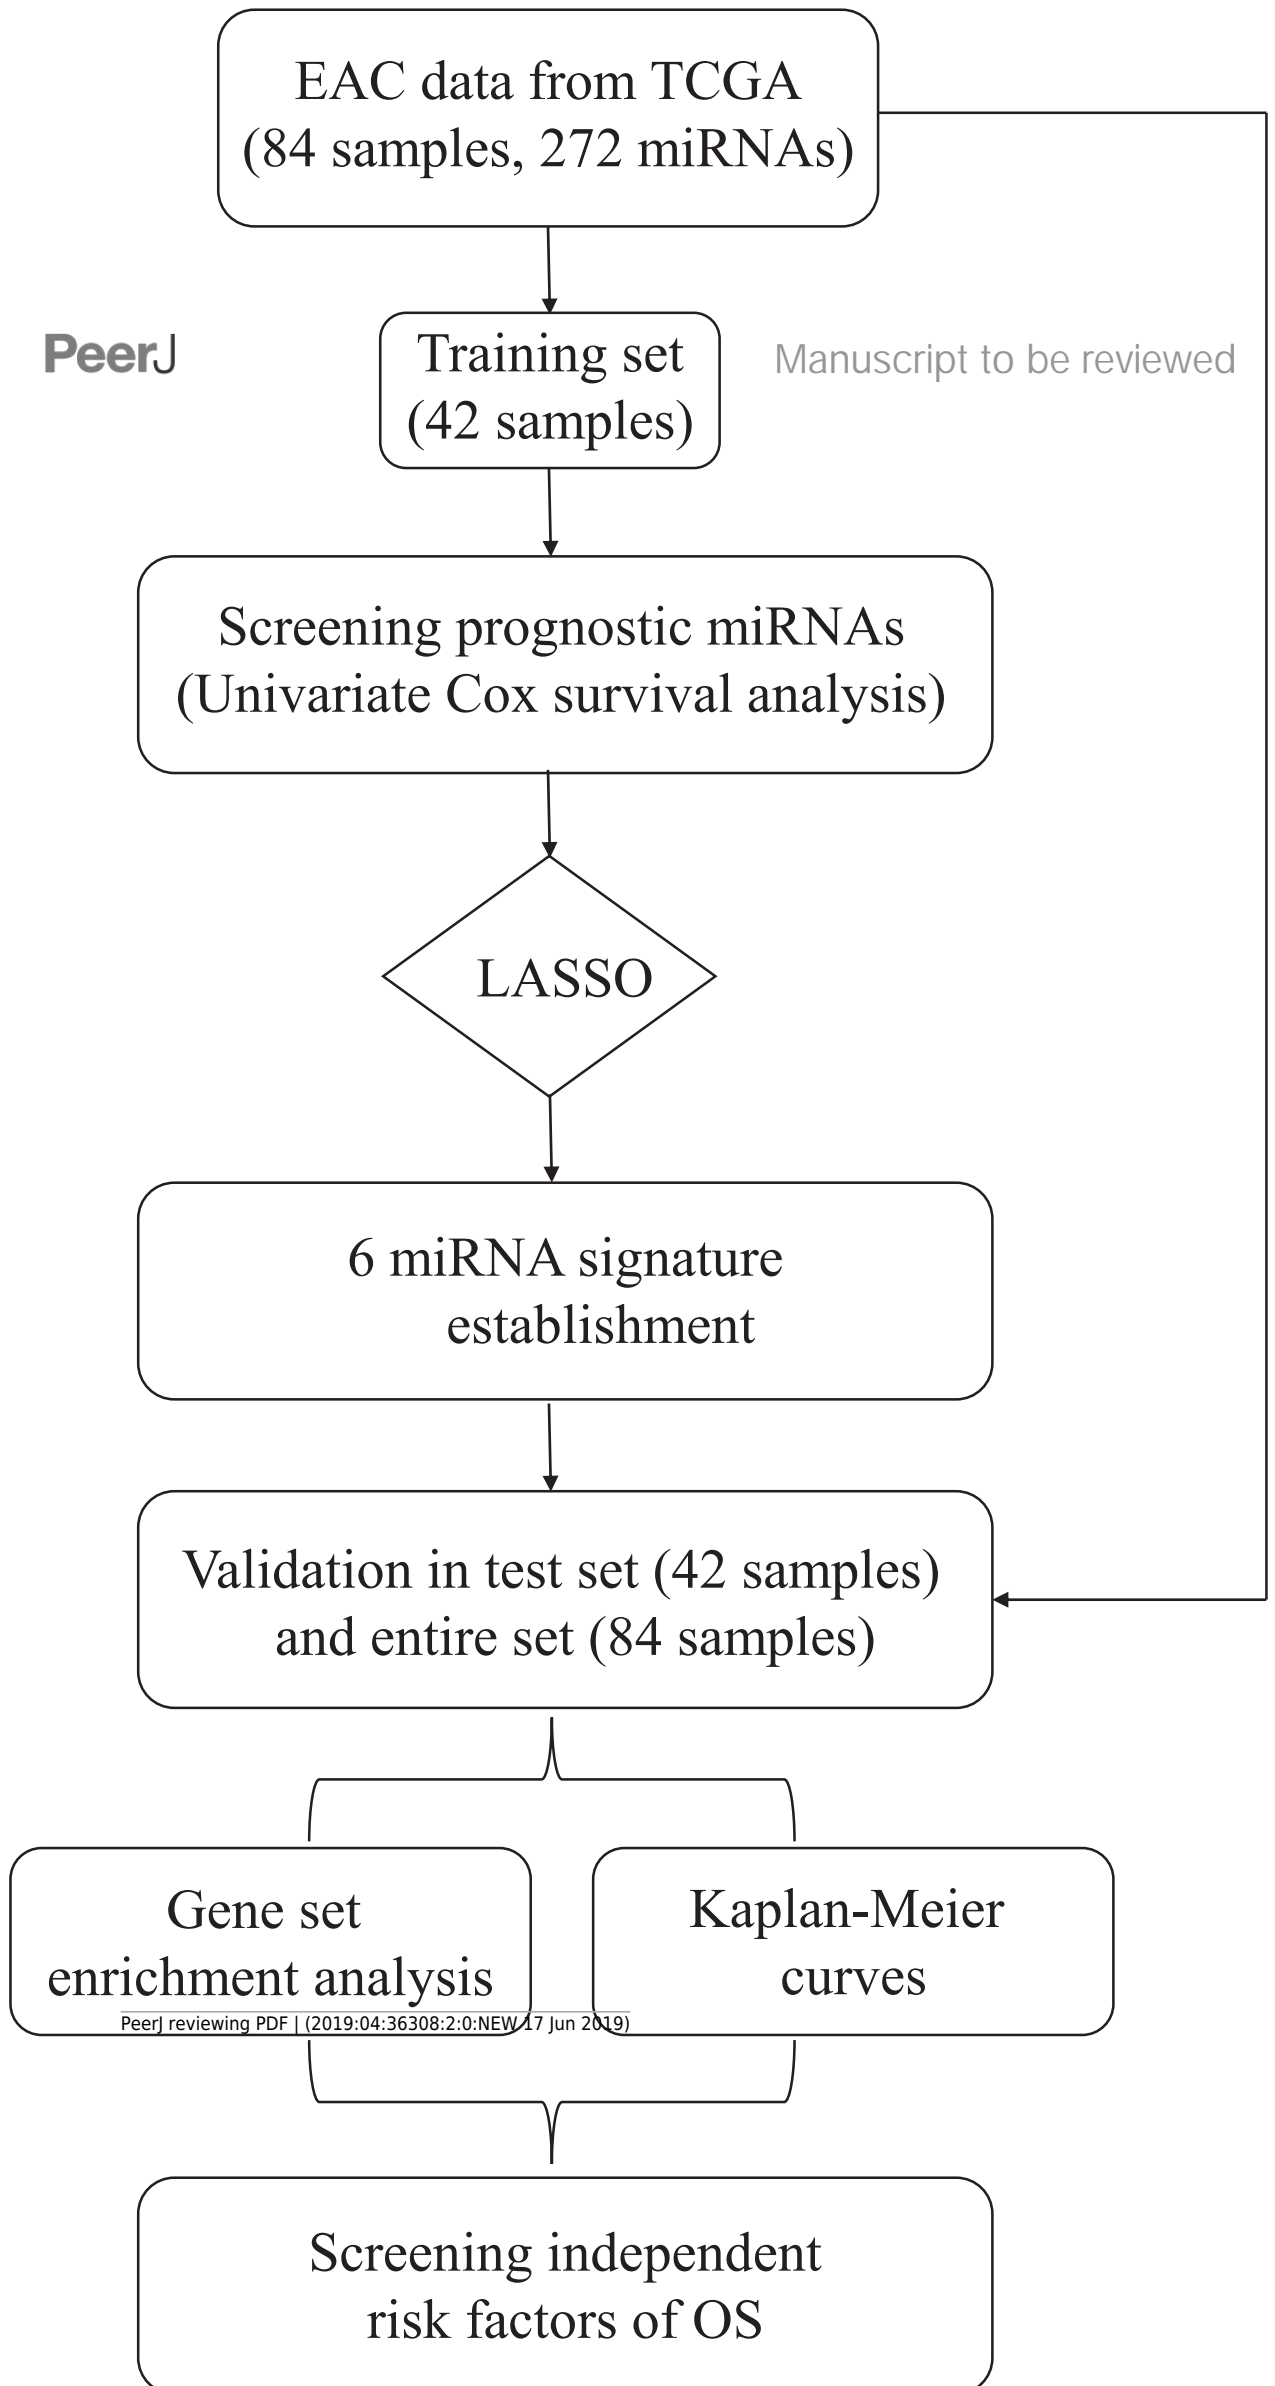 EAC data from TCGA
(84 samples, 272 miRNAs)
PeerJ
Manuscript to be reviewed
Training set
(42 samples)
Screening prognostic miRNAs
(Univariate Cox survival analysis)
LASSO
6 miRNA signature
establishment
Validation in test set (42 samples)
and entire set (84 samples)
Gene set
enrichment analysis
Kaplan-Meier
curves
PeerJ reviewing PDF | (2019:04:36308:2:0:NEW 17 Jun 2019)
Screening independent
risk factors of OS